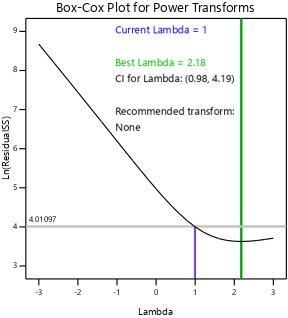 Box-Cox Plot for Power Transforms
Current Lambda = 1
Best Lambda = 2.18
CI for Lambda: (0.98, 4.19)
Recommended transform:
None
Ln(ResidualSS)
9
8
7
6
5
4
3
4.01097
-3 -2 -1 0 1 2 3
Lambda